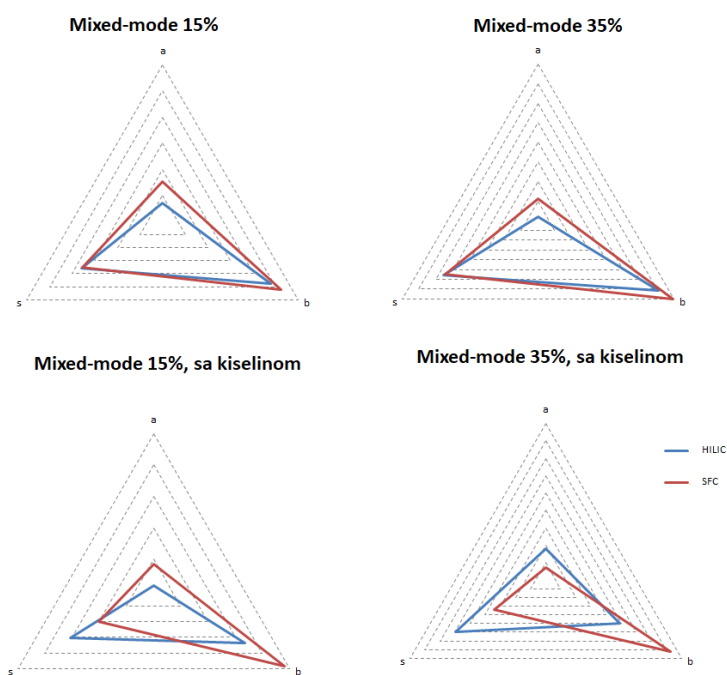 Mixed-mode 15%
a
s
b
Mixed-mode 35%
a
s
b
Mixed-mode 15%, sa kiselinom
a
s
b
Mixed-mode 35%, sa kiselinom
a
s
b
HILIC
SFC